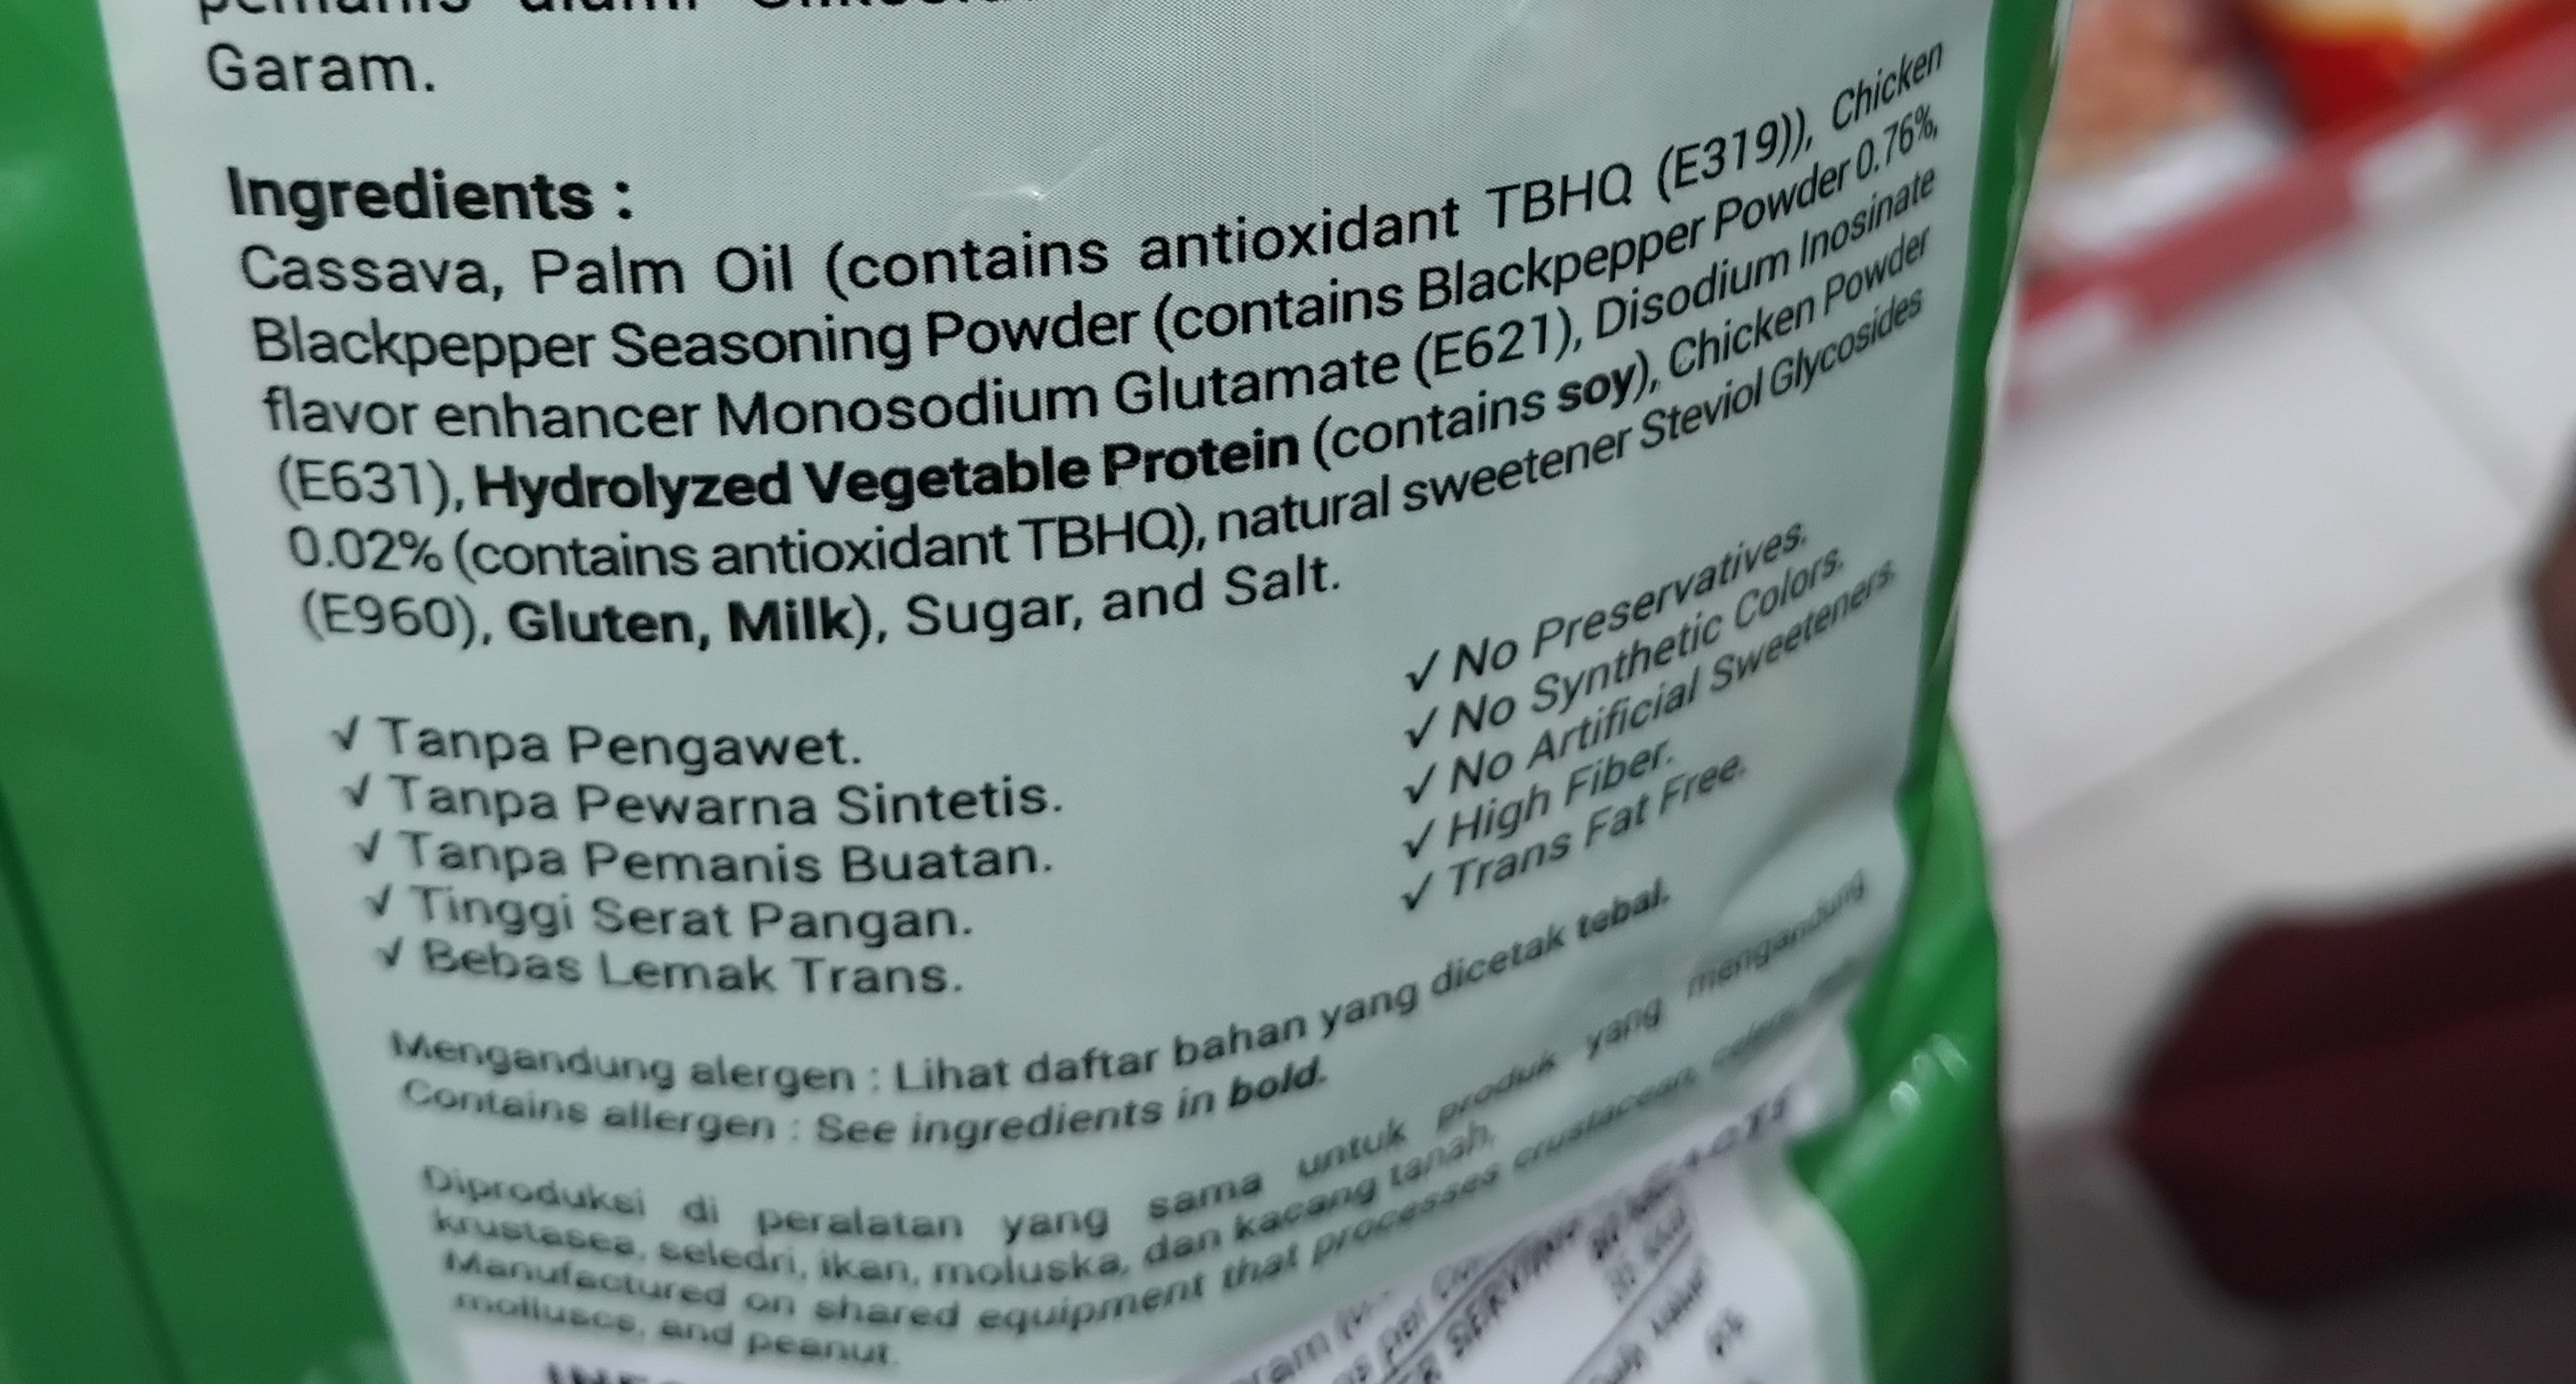 Garam.
Ingredients :
Cassava, Palm Oil (contains antioxidant TBHQ (E319)), Chicken
Blackpepper Seasoning Powder (contains Blackpepper Powder 0.76%,
flavor enhancer Monosodium Glutamate (E621), Disodium Inosinate
(E631), Hydrolyzed Vegetable Protein (contains soy), Chicken Powder
0.02% (contains antioxidant TBHQ), natural sweetener Steviol Glycosides
(E960), Gluten, Milk), Sugar, and Salt.
√ Tanpa Pengawet.
√ Tanpa Pewarna Sintetis.
√ Tanpa Pemanis Buatan.
√ Tinggi Serat Pangan.
√ Bebas Lemak Trans.
√ No Preservatives.
√ No Synthetic Colors.
√ No Artificial Sweeteners.
√ High Fiber.
√ Trans Fat Free.
Mengandung alergen : Lihat daftar bahan yang dicetak tebal.
Contains allergen : See ingredients in bold.
Diproduksi di peralatan yang sama untuk produk yang mengandung
krustasea, seledri, ikan, moluska, dan kacang tanah.
Manufactured on shared equipment that processes crustacean, celery,
molluscs, and peanut.